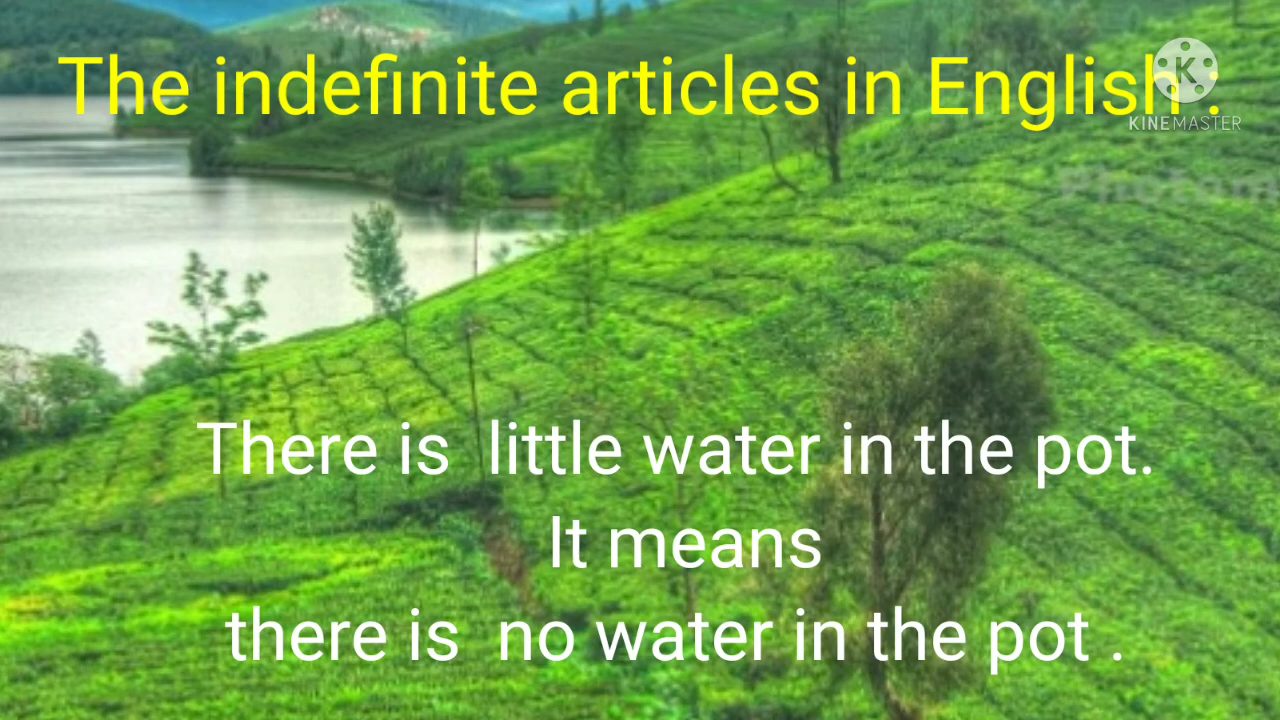 The indefinite articles in English :
KINEMASTER
There is little water in the pot.
It means
there is no water in the pot .